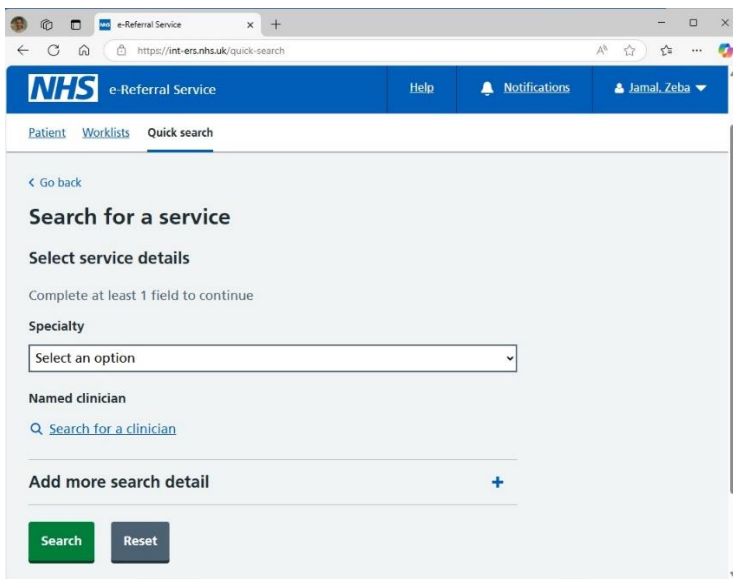 e-Referral Service
https://int-ers.nhs.uk/quick-search
NHS e-Referral Service Help Notifications Jamal, Zeba
Patient Worklists Quick search
Go back
Search for a service
Select service details
Complete at least 1 field to continue
Specialty
Select an option
Named clinician
Search for a clinician
Add more search detail
Search Reset